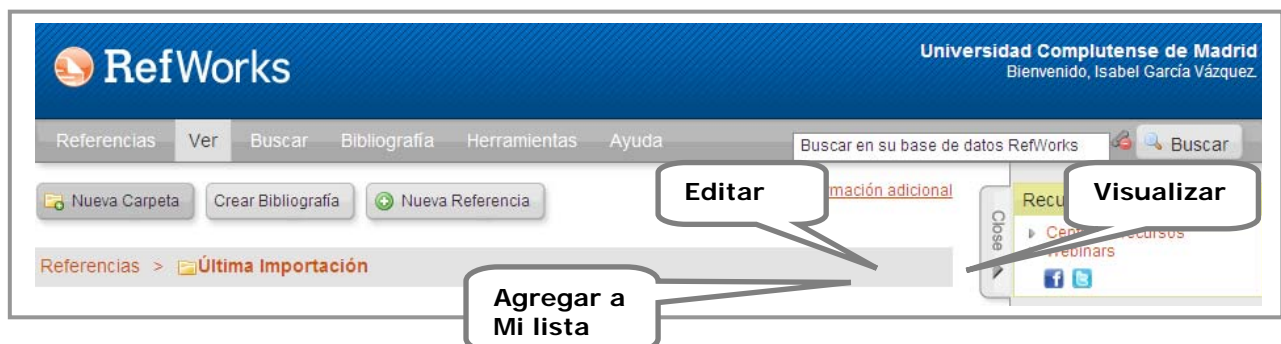 RefWorks
Universidad Complutense de Madrid
Bienvenido, Isabel García Vázquez.
Referencias Ver Buscar Bibliografía Herramientas Ayuda
Buscar en su base de datos RefWorks Buscar
Nueva Carpeta Crear Bibliografía Nueva Referencia
Editar
adicional
Close
Visualizar
Webinars
Referencias > Última Importación
Agregar a
Mi lista